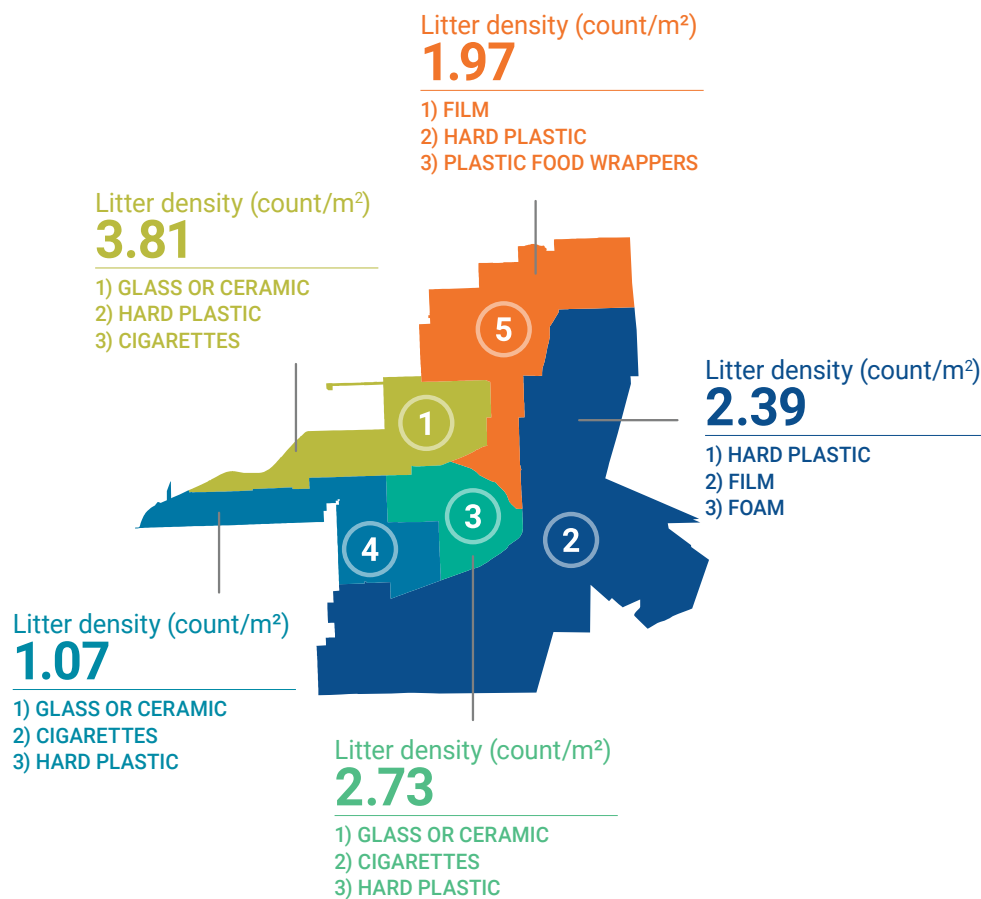 Litter density (count/m²)
1.97
1) FILM
2) HARD PLASTIC
3) PLASTIC FOOD WRAPPERS
Litter density (count/m²)
3.81
1) GLASS OR CERAMIC
2) HARD PLASTIC
3) CIGARETTES
5
1
Litter density (count/m²)
2.39
1) HARD PLASTIC
2) FILM
3) FOAM
3
4
2
Litter density (count/m²)
1.07
1) GLASS OR CERAMIC
2) CIGARETTES
3) HARD PLASTIC
Litter density (count/m²)
2.73
1) GLASS OR CERAMIC
2) CIGARETTES
3) HARD PLASTIC